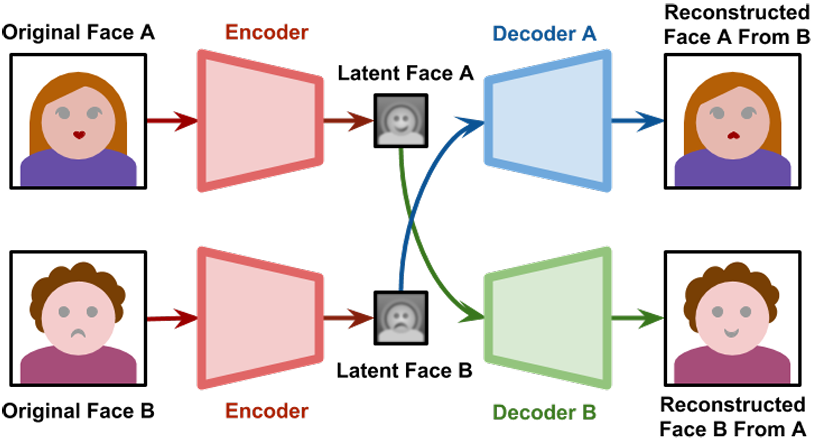 Original Face A
Encoder
Latent Face A
Decoder A
Reconstructed
Face A From B
Original Face B
Encoder
Latent Face B
Decoder B
Reconstructed
Face B From A